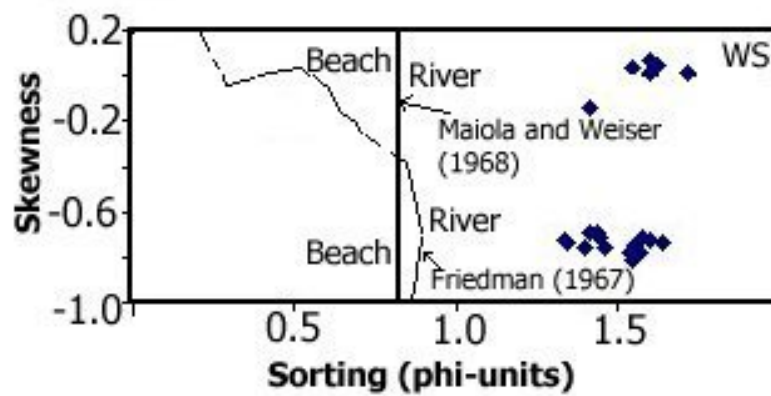 0.2
-0.2
-0.6
-1.0
Skewness
Beach
River
WS
Maiola and Weiser
(1968)
River
Beach
Friedman (1967)
0.5
1.0
1.5
Sorting (phi-units)